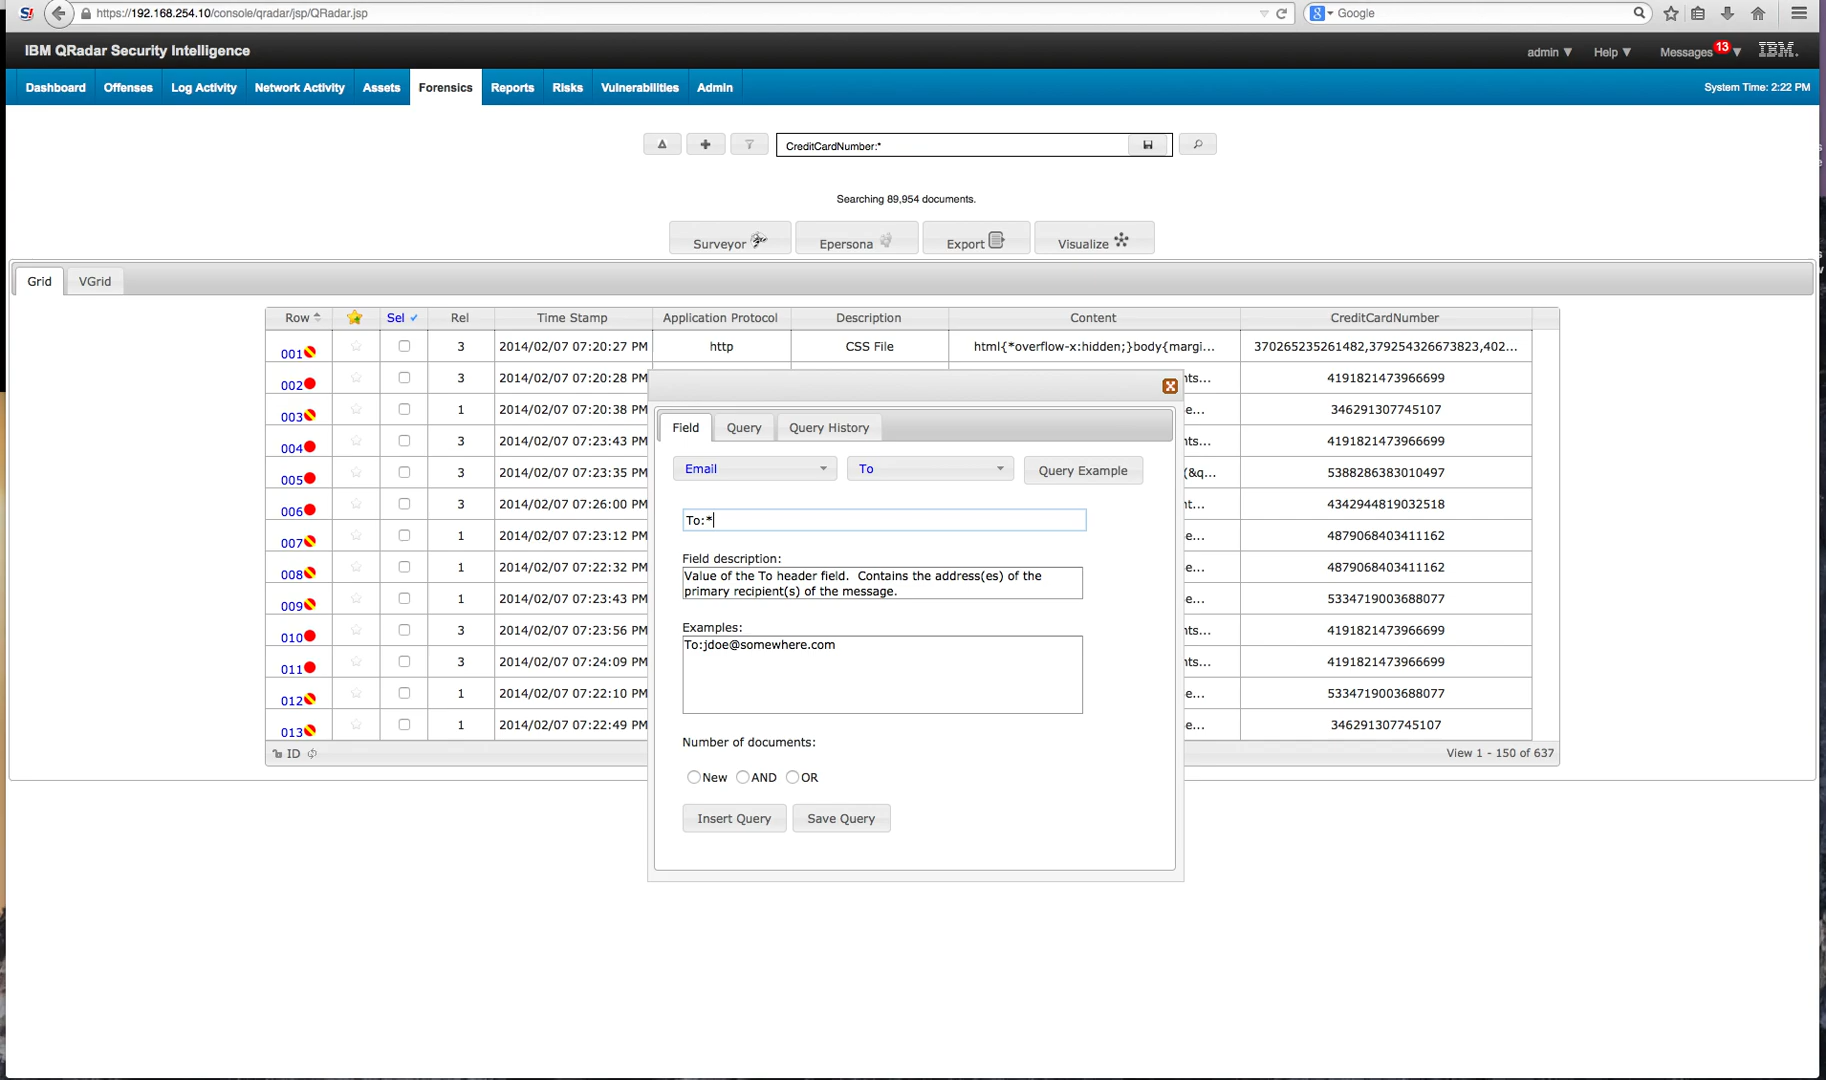 https://192.168.254.10/console/qradar/jsp/QRadar.jsp
Google
IBM QRadar Security Intelligence
admin Help Messages 13 IBM.
Dashboard Offenses Log Activity Network Activity Assets Forensics Reports Risks Vulnerabilities Admin
System Time: 2:22 PM
CreditCardNumber:*
Searching 89,954 documents.
Surveyor Epersona Export Visualize
Grid VGrid
Row Sel Rel Time Stamp Application Protocol Description Content CreditCardNumber
001 3 2014/02/07 07:20:27 PM http CSS File html{*overflow-x:hidden;}body{margi... 370265235261482,379254326673823,402...
002 3 2014/02/07 07:20:28 PM nts... 4191821473966699
003 1 2014/02/07 07:20:38 PM e... 346291307745107
004 3 2014/02/07 07:23:43 PM nts... 4191821473966699
005 3 2014/02/07 07:23:35 PM (&q... 5388286383010497
006 3 2014/02/07 07:26:00 PM nt... 4342944819032518
007 1 2014/02/07 07:23:12 PM e... 4879068403411162
008 1 2014/02/07 07:22:32 PM e... 4879068403411162
009 1 2014/02/07 07:23:43 PM e... 5334719003688077
010 3 2014/02/07 07:23:56 PM nts... 4191821473966699
011 3 2014/02/07 07:24:09 PM nts... 4191821473966699
012 1 2014/02/07 07:22:10 PM e... 5334719003688077
013 1 2014/02/07 07:22:49 PM e... 346291307745107
ID
View 1 - 150 of 637
Field Query Query History
Email To Query Example
To:*
Field description:
Value of the To header field. Contains the address(es) of the
primary recipient(s) of the message.
Examples:
To:jdoe@somewhere.com
Number of documents:
New AND OR
Insert Query Save Query